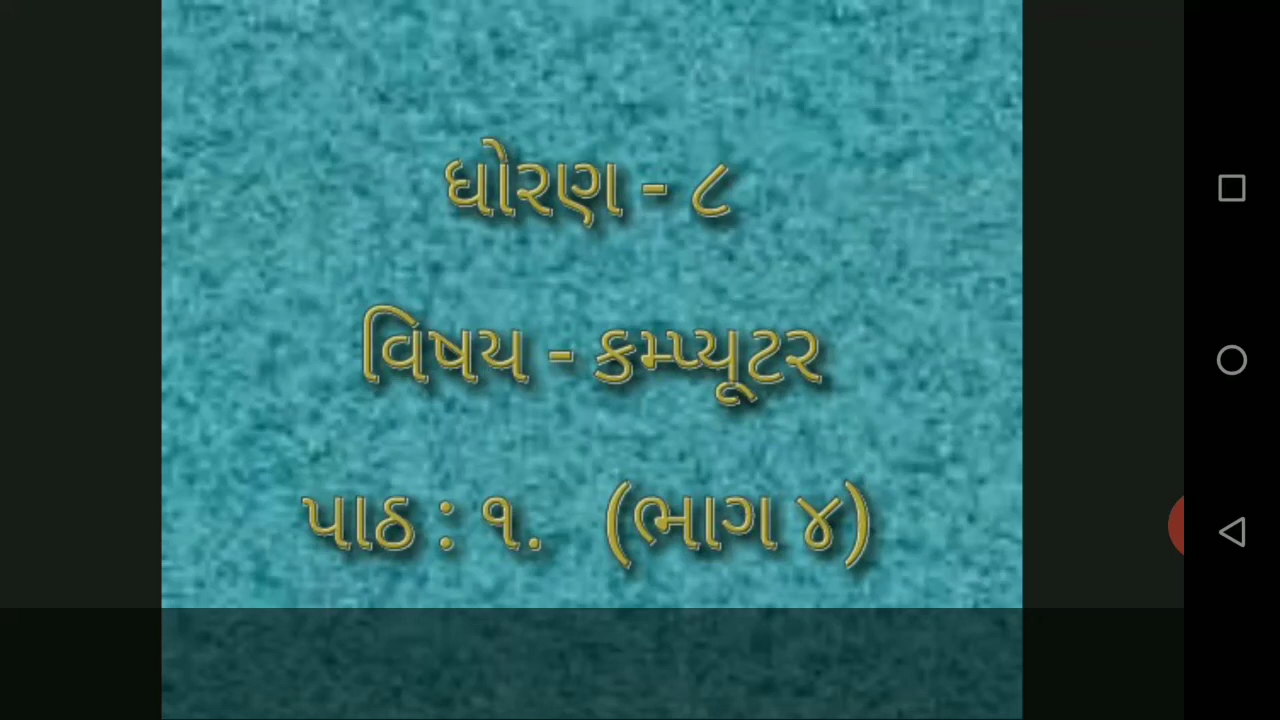 ધોરણ - ૮
વિષય - કમ્પ્યૂટર
પાઠ : ૧. (ભાગ ૪)